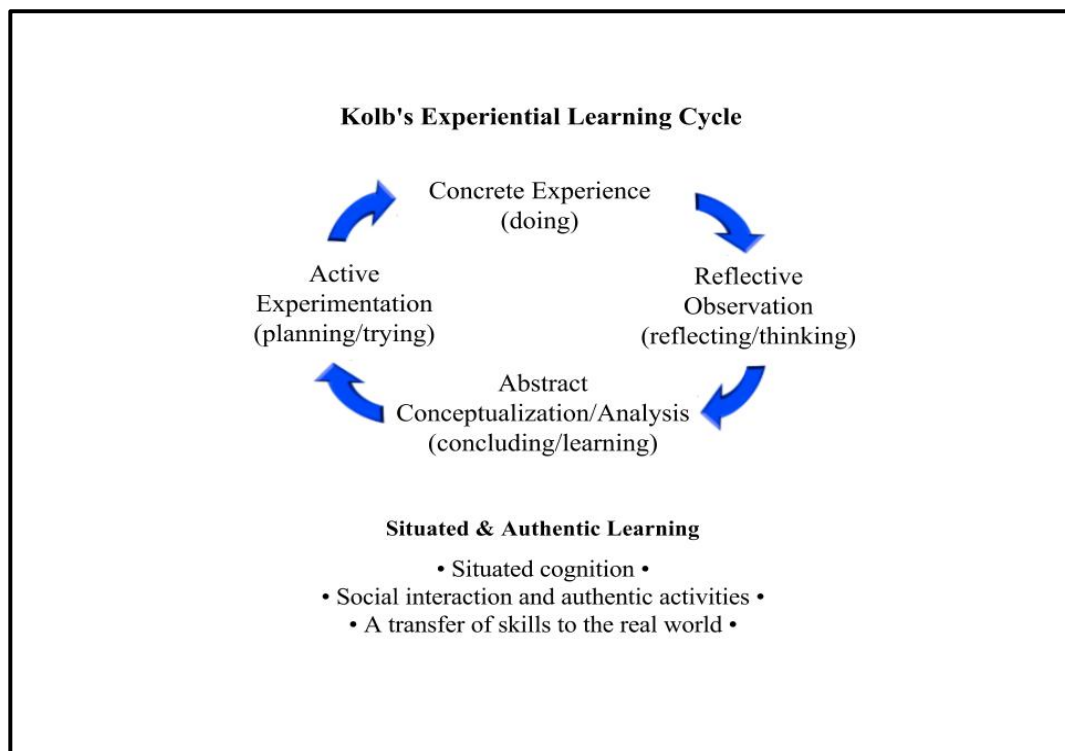 Kolb's Experiential Learning Cycle
Concrete Experience
(doing)
Active
Experimentation
(planning/trying)
Reflective
Observation
(reflecting/thinking)
Abstract
Conceptualization/Analysis
(concluding/learning)
Situated & Authentic Learning
• Situated cognition •
• Social interaction and authentic activities •
• A transfer of skills to the real world •